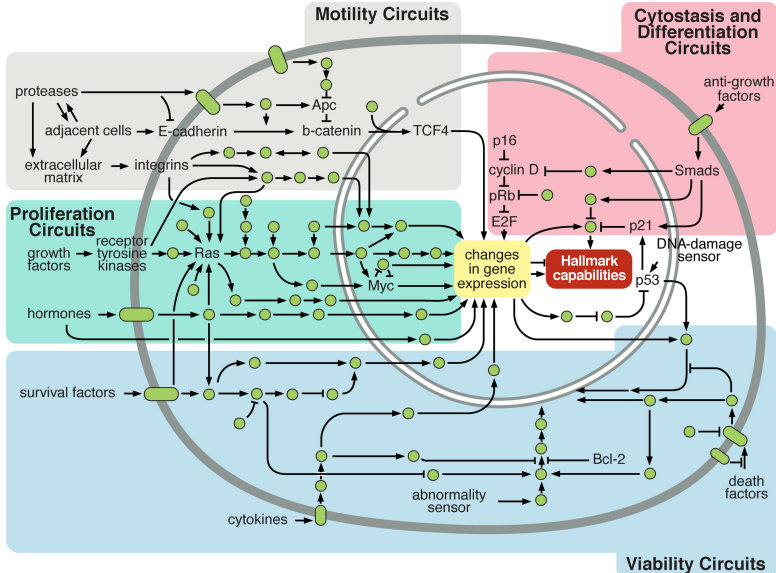 Motility Circuits
Cytostasis and
Differentiation
Circuits
proteases
Apc
anti-growth
factors
adjacent cells
E-cadherin
b-catenin
TCF4
p16
extracellular
matrix
integrins
cyclin D
Smads
pRb
Proliferation
Circuits
E2F
p21
growth
factors
receptor
tyrosine
kinases
Ras
changes
in gene
expression
Hallmark
capabilities
DNA-damage
sensor
Myc
p53
hormones
survival factors
Bcl-2
abnormality
sensor
death
factors
cytokines
Viability Circuits